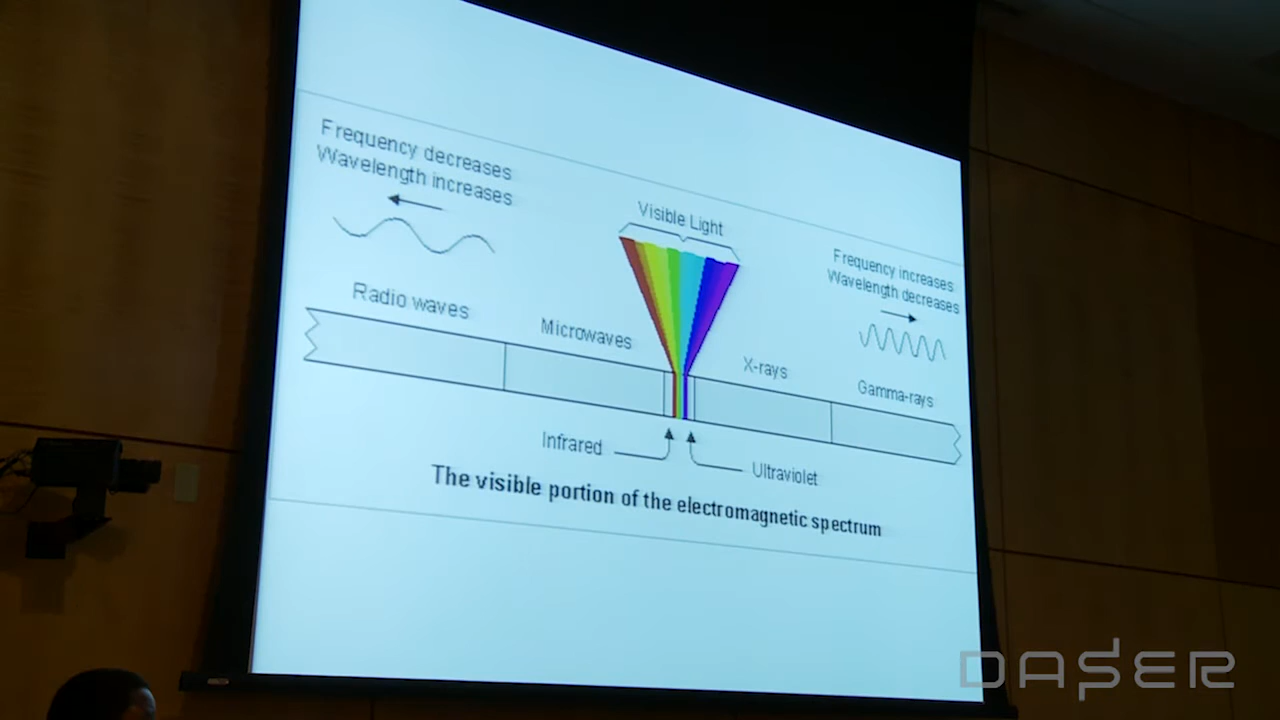 Frequency decreases
Wavelength increases
Visible Light
Frequency increases
Wavelength decreases
Radio waves
Microwaves
X-rays
Gamma-rays
Infrared
Ultraviolet
The visible portion of the electromagnetic spectrum
DASER